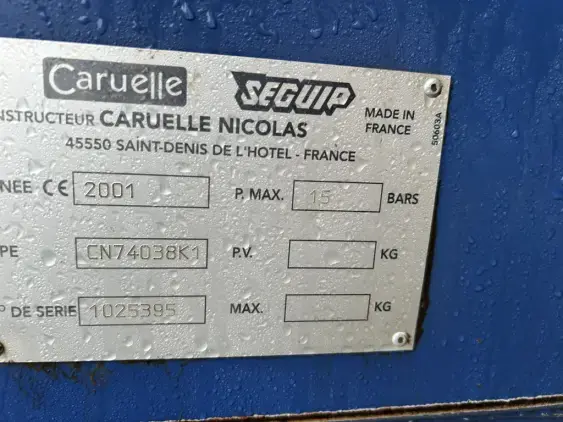 Caruelle SEGUIP
NSTRUCTEUR CARUELLE NICOLAS
MADE IN
FRANCE
45550 SAINT-DENIS DE L'HOTEL - FRANCE
50603A
NEE CE 2001 P. MAX. 15 BARS
PE CN74038K1 P.V. KG
° DE SERIE 1025395 MAX. KG